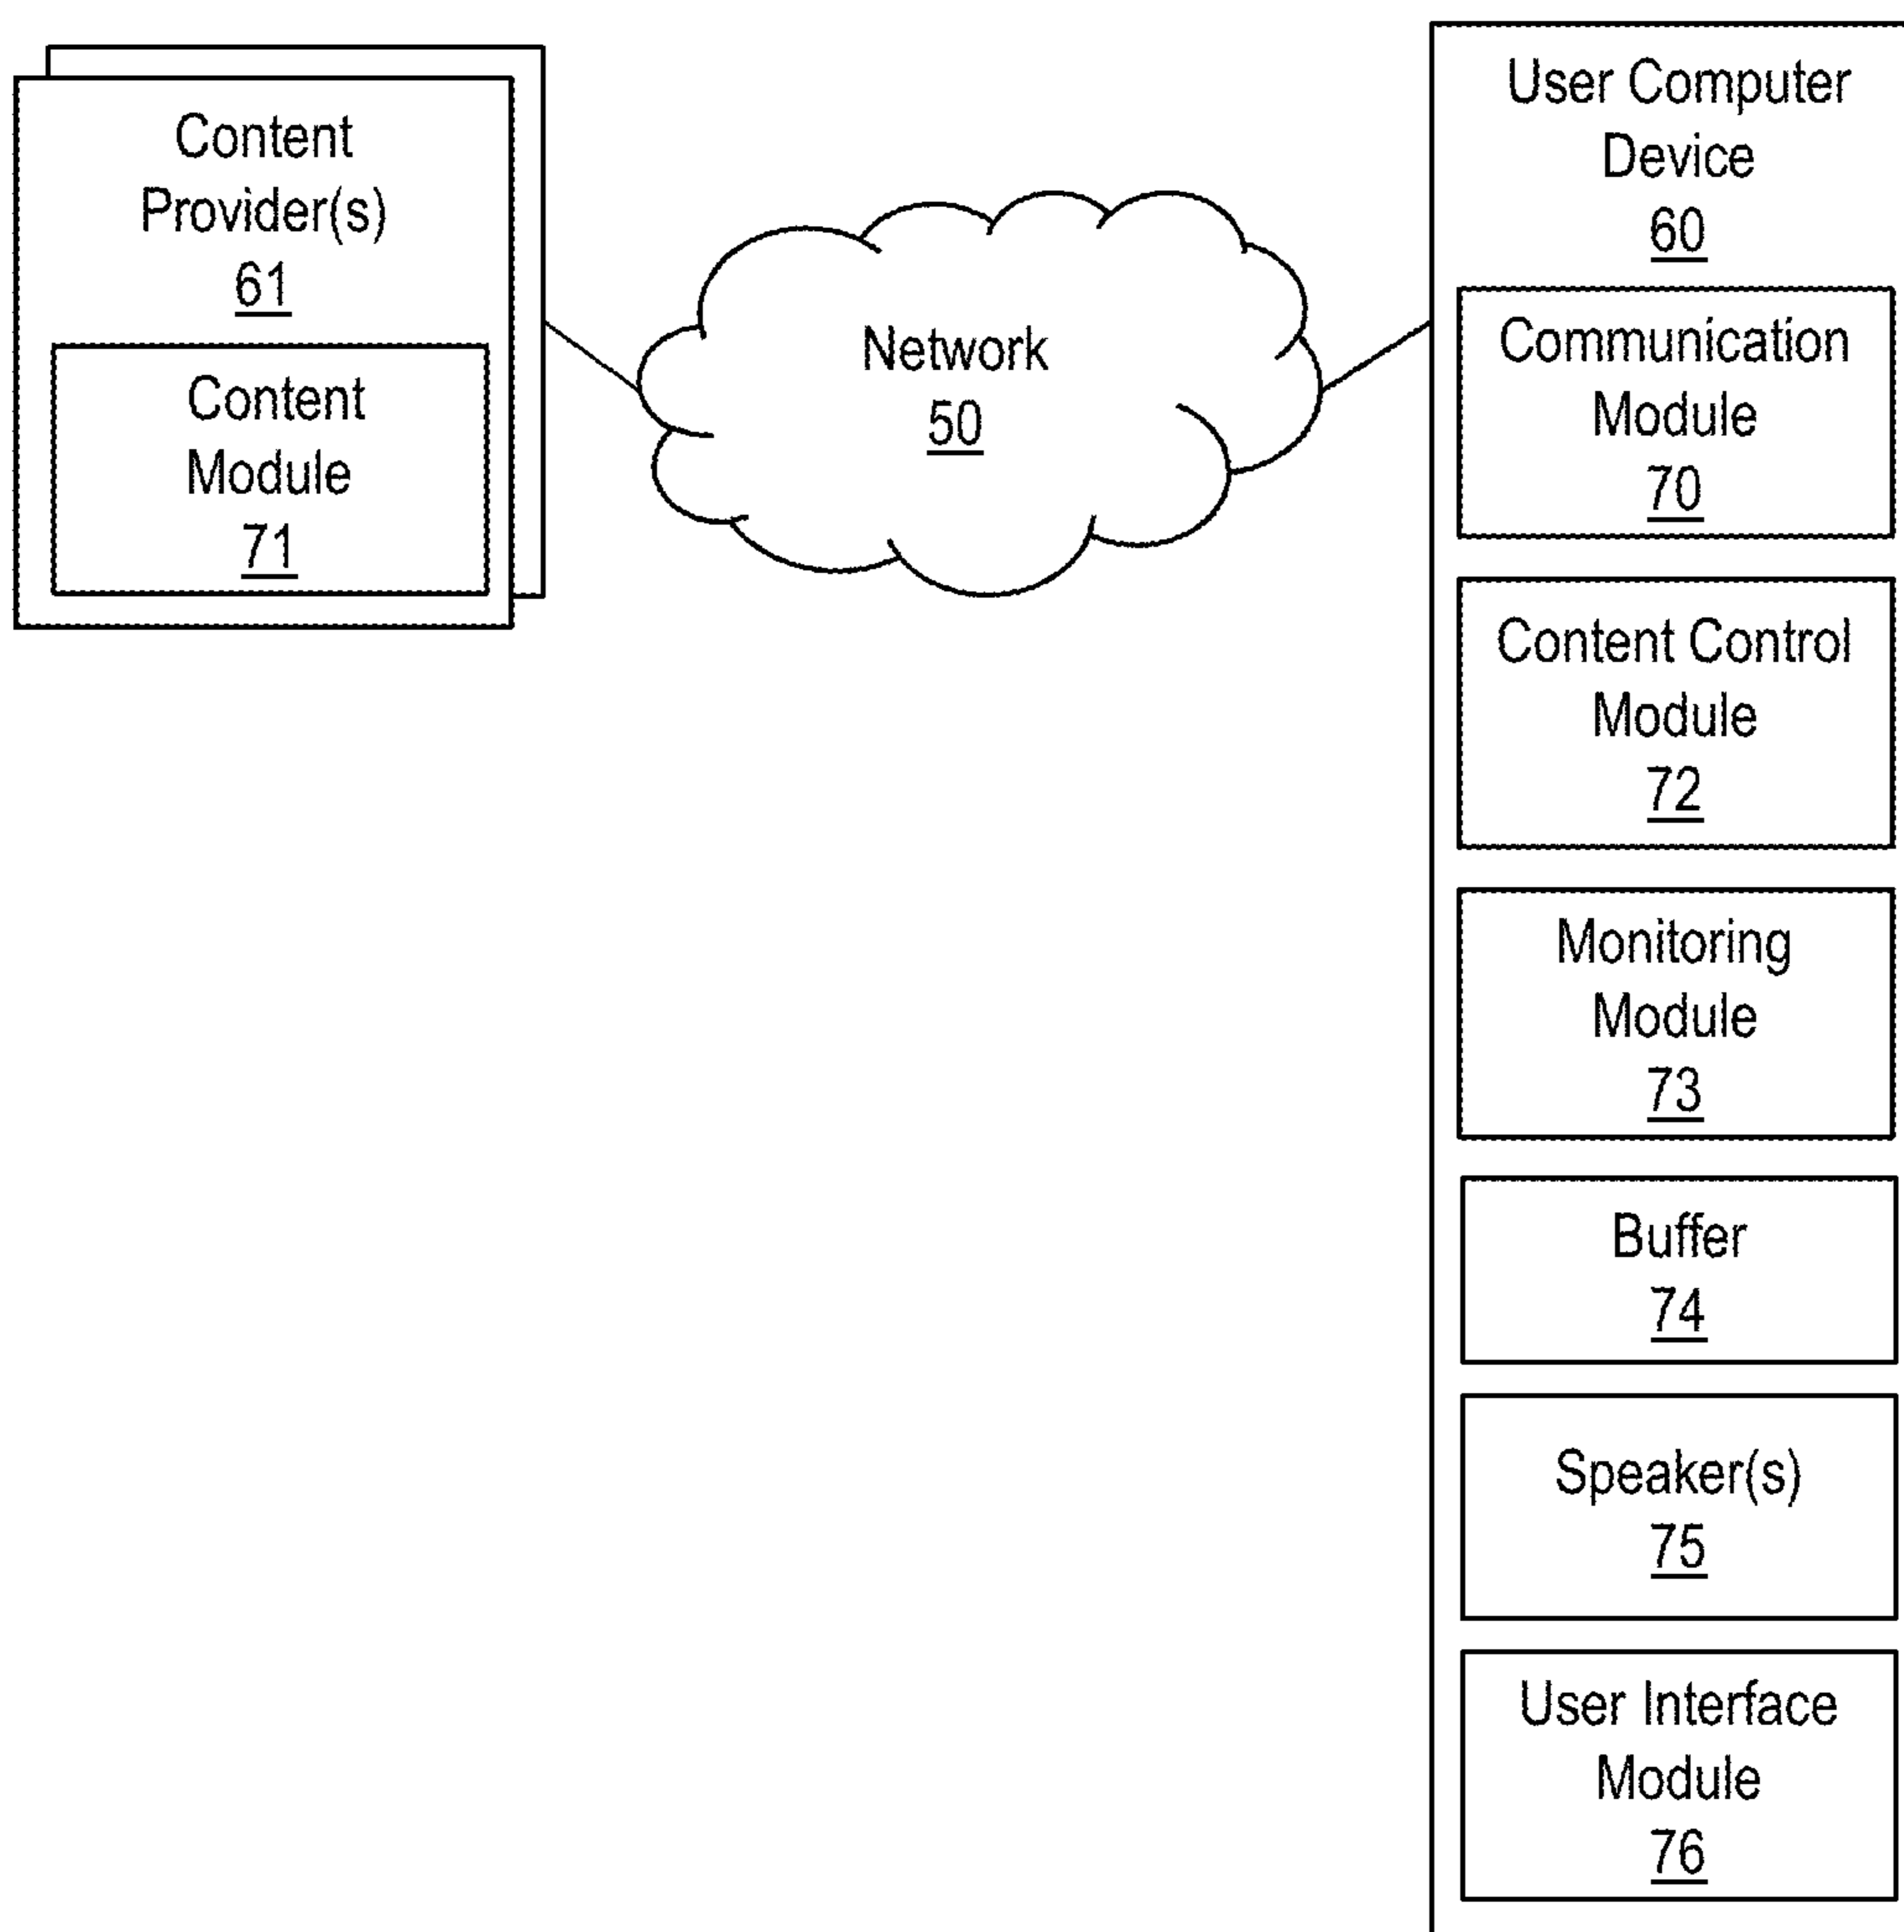 Content
Provider(s)
61
Content
Module
71
Network
50
User Computer
Device
60
Communication
Module
70
Content Control
Module
72
Monitoring
Module
73
Buffer
74
Speaker(s)
75
User Interface
Module
76